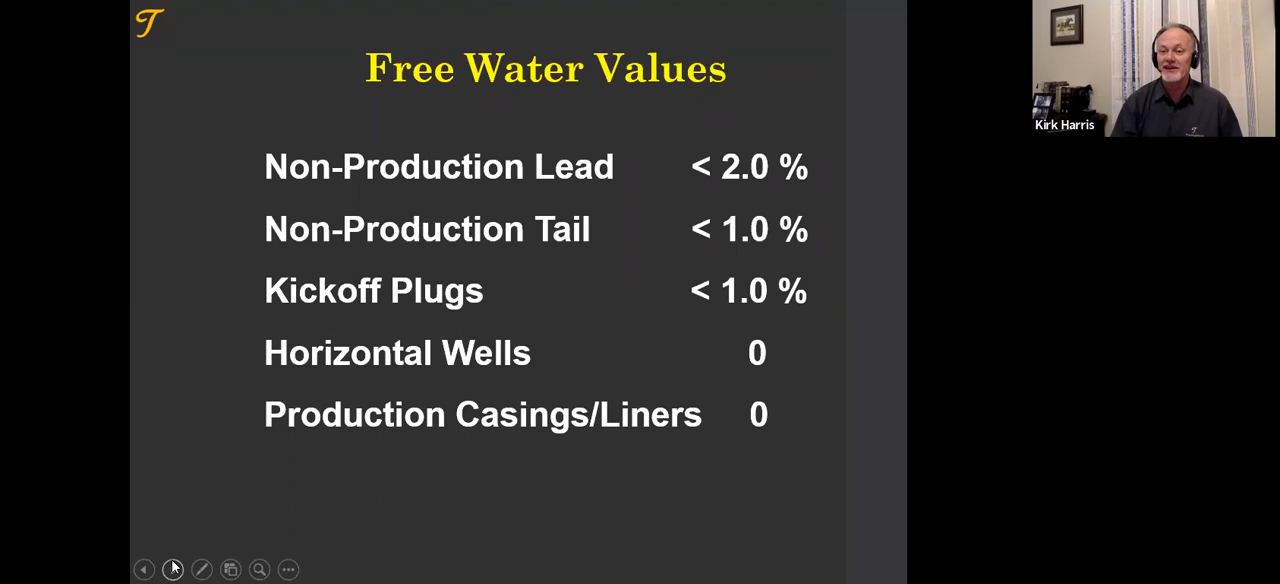 T
Free Water Values
Non-Production Lead < 2.0 %
Non-Production Tail < 1.0 %
Kickoff Plugs < 1.0 %
Horizontal Wells 0
Production Casings/Liners 0
Kirk Harris